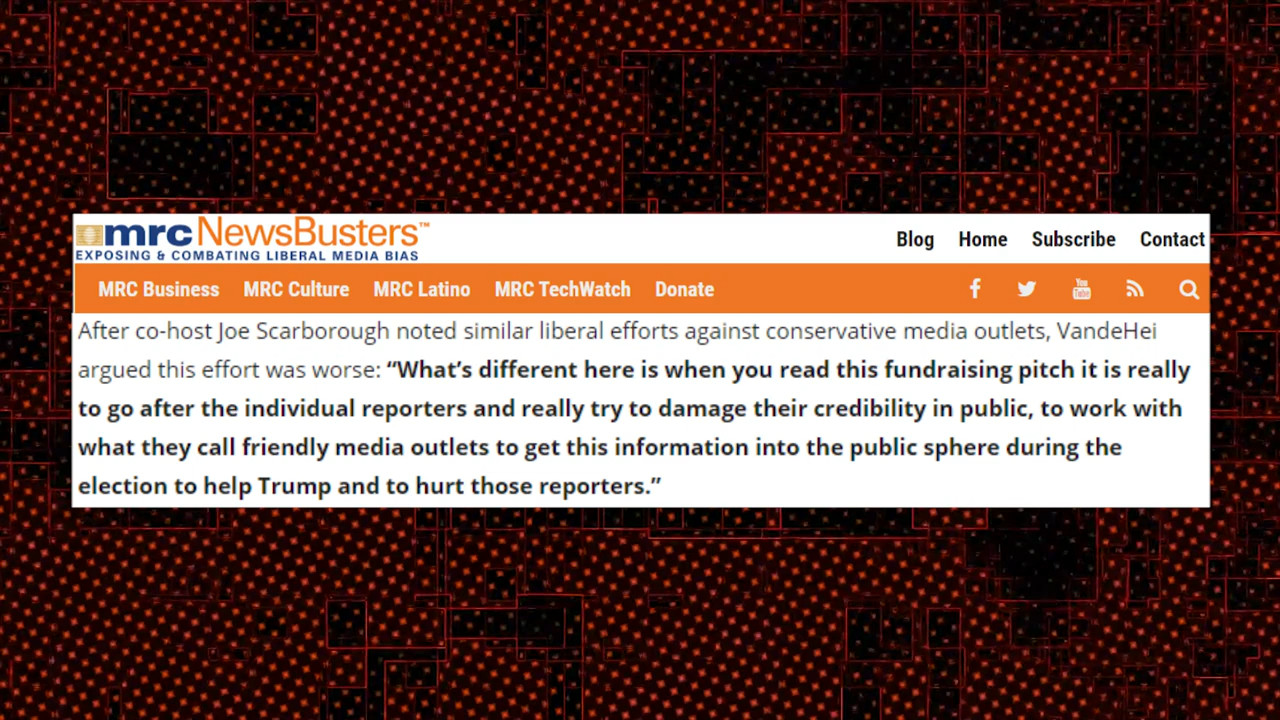 mrc NewsBusters™
EXPOSING & COMBATING LIBERAL MEDIA BIAS
Blog Home Subscribe Contact
MRC Business MRC Culture MRC Latino MRC TechWatch Donate
You Tube
After co-host Joe Scarborough noted similar liberal efforts against conservative media outlets, VandeHei
argued this effort was worse: “What’s different here is when you read this fundraising pitch it is really
to go after the individual reporters and really try to damage their credibility in public, to work with
what they call friendly media outlets to get this information into the public sphere during the
election to help Trump and to hurt those reporters.”